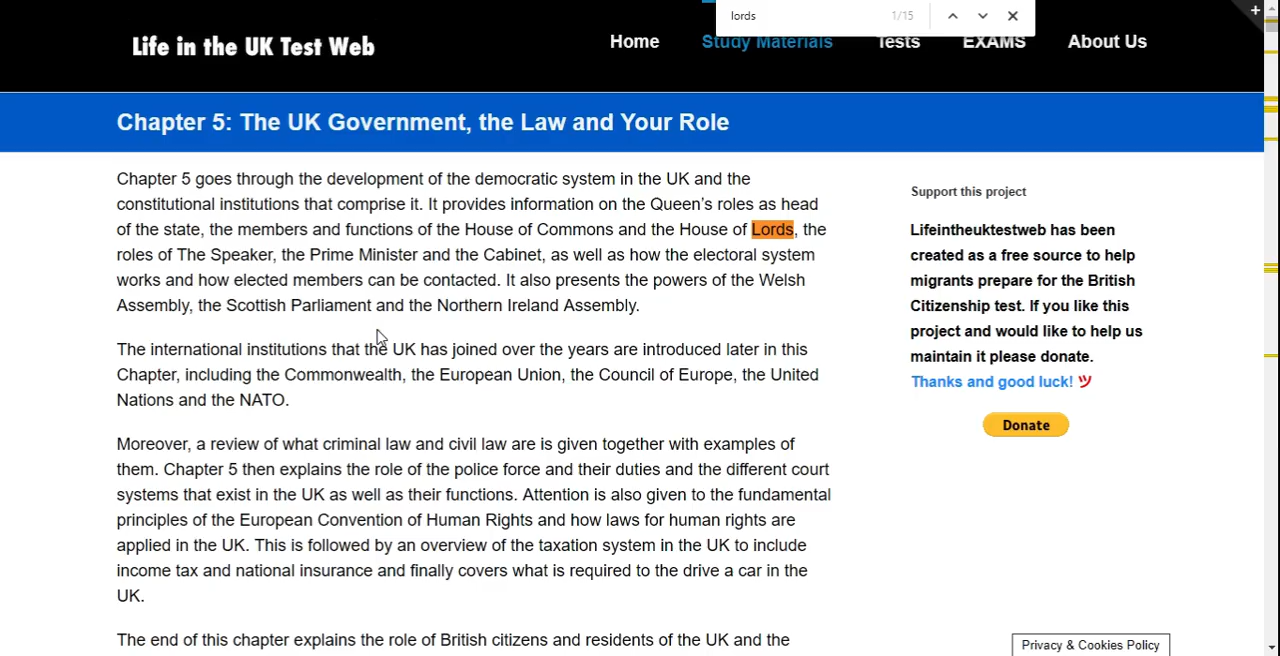 lords 1/15
Life in the UK Test Web
Home Study Materials Tests EXAMS About Us
Chapter 5: The UK Government, the Law and Your Role
Chapter 5 goes through the development of the democratic system in the UK and the
constitutional institutions that comprise it. It provides information on the Queen’s roles as head
of the state, the members and functions of the House of Commons and the House of Lords, the
roles of The Speaker, the Prime Minister and the Cabinet, as well as how the electoral system
works and how elected members can be contacted. It also presents the powers of the Welsh
Assembly, the Scottish Parliament and the Northern Ireland Assembly.
The international institutions that the UK has joined over the years are introduced later in this
Chapter, including the Commonwealth, the European Union, the Council of Europe, the United
Nations and the NATO.
Moreover, a review of what criminal law and civil law are is given together with examples of
them. Chapter 5 then explains the role of the police force and their duties and the different court
systems that exist in the UK as well as their functions. Attention is also given to the fundamental
principles of the European Convention of Human Rights and how laws for human rights are
applied in the UK. This is followed by an overview of the taxation system in the UK to include
income tax and national insurance and finally covers what is required to the drive a car in the
UK.
The end of this chapter explains the role of British citizens and residents of the UK and the
Support this project
Lifeintheuktestweb has been
created as a free source to help
migrants prepare for the British
Citizenship test. If you like this
project and would like to help us
maintain it please donate.
Thanks and good luck! ツ
Donate
Privacy & Cookies Policy